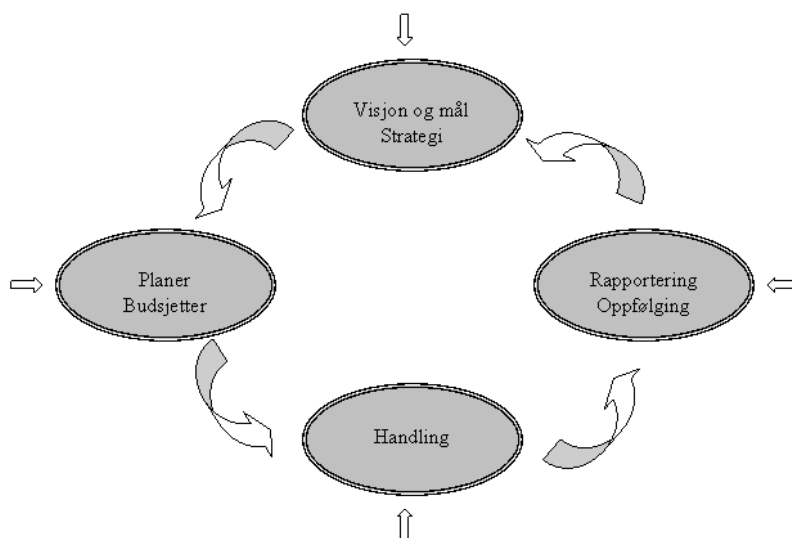 Visjon og mål
Strategi
Planer
Budsjetter
Rapportering
Oppfølging
Handling